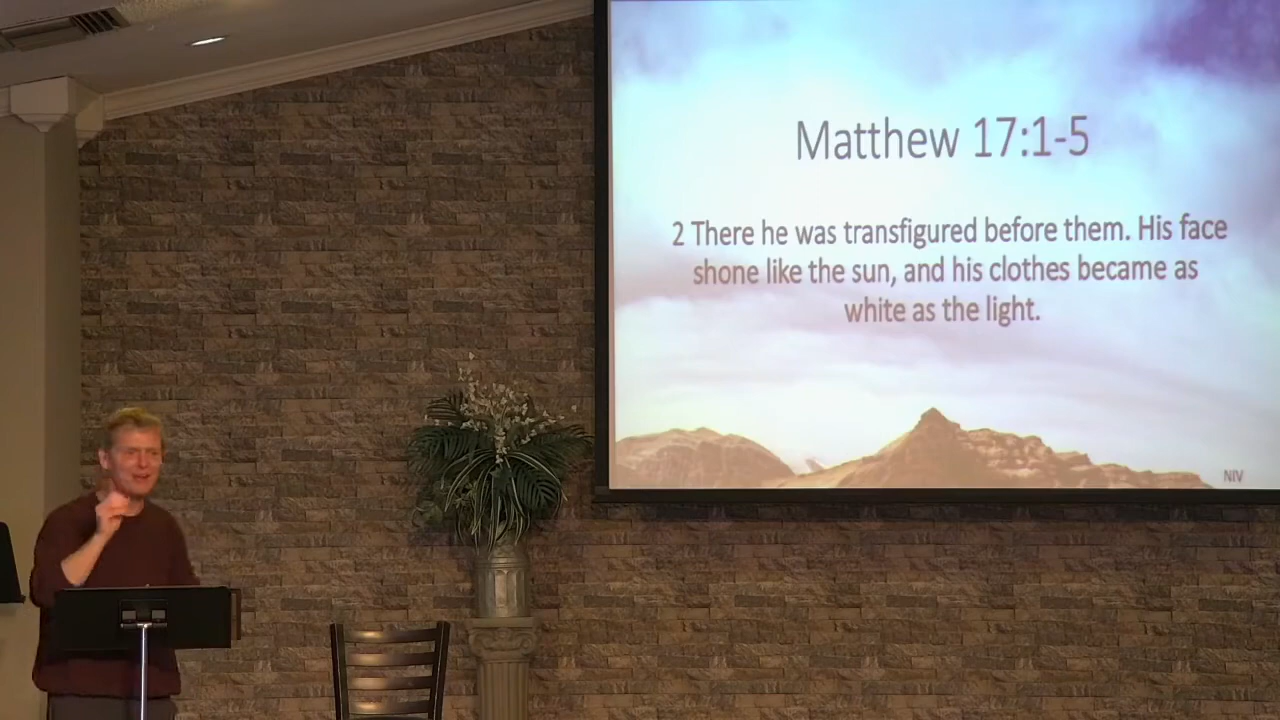 Matthew 17:1-5
2 There he was transfigured before them. His face
shone like the sun, and his clothes became as
white as the light.
NIV